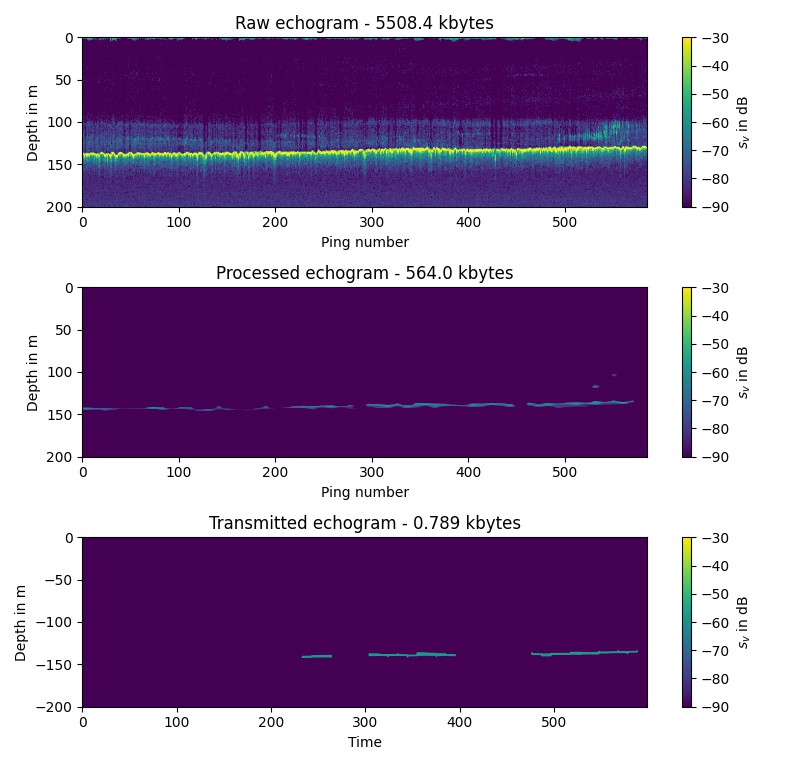 Raw echogram - 5508.4 kbytes
0
50
100
150
200
Depth in m
0 100 200 300 400 500
Ping number
−30
−40
−50
−60
−70
−80
−90
sv in dB
Processed echogram - 564.0 kbytes
0
50
100
150
200
Depth in m
0 100 200 300 400 500
Ping number
−30
−40
−50
−60
−70
−80
−90
sv in dB
Transmitted echogram - 0.789 kbytes
0
−50
−100
−150
−200
Depth in m
0 100 200 300 400 500
Time
−30
−40
−50
−60
−70
−80
−90
sv in dB